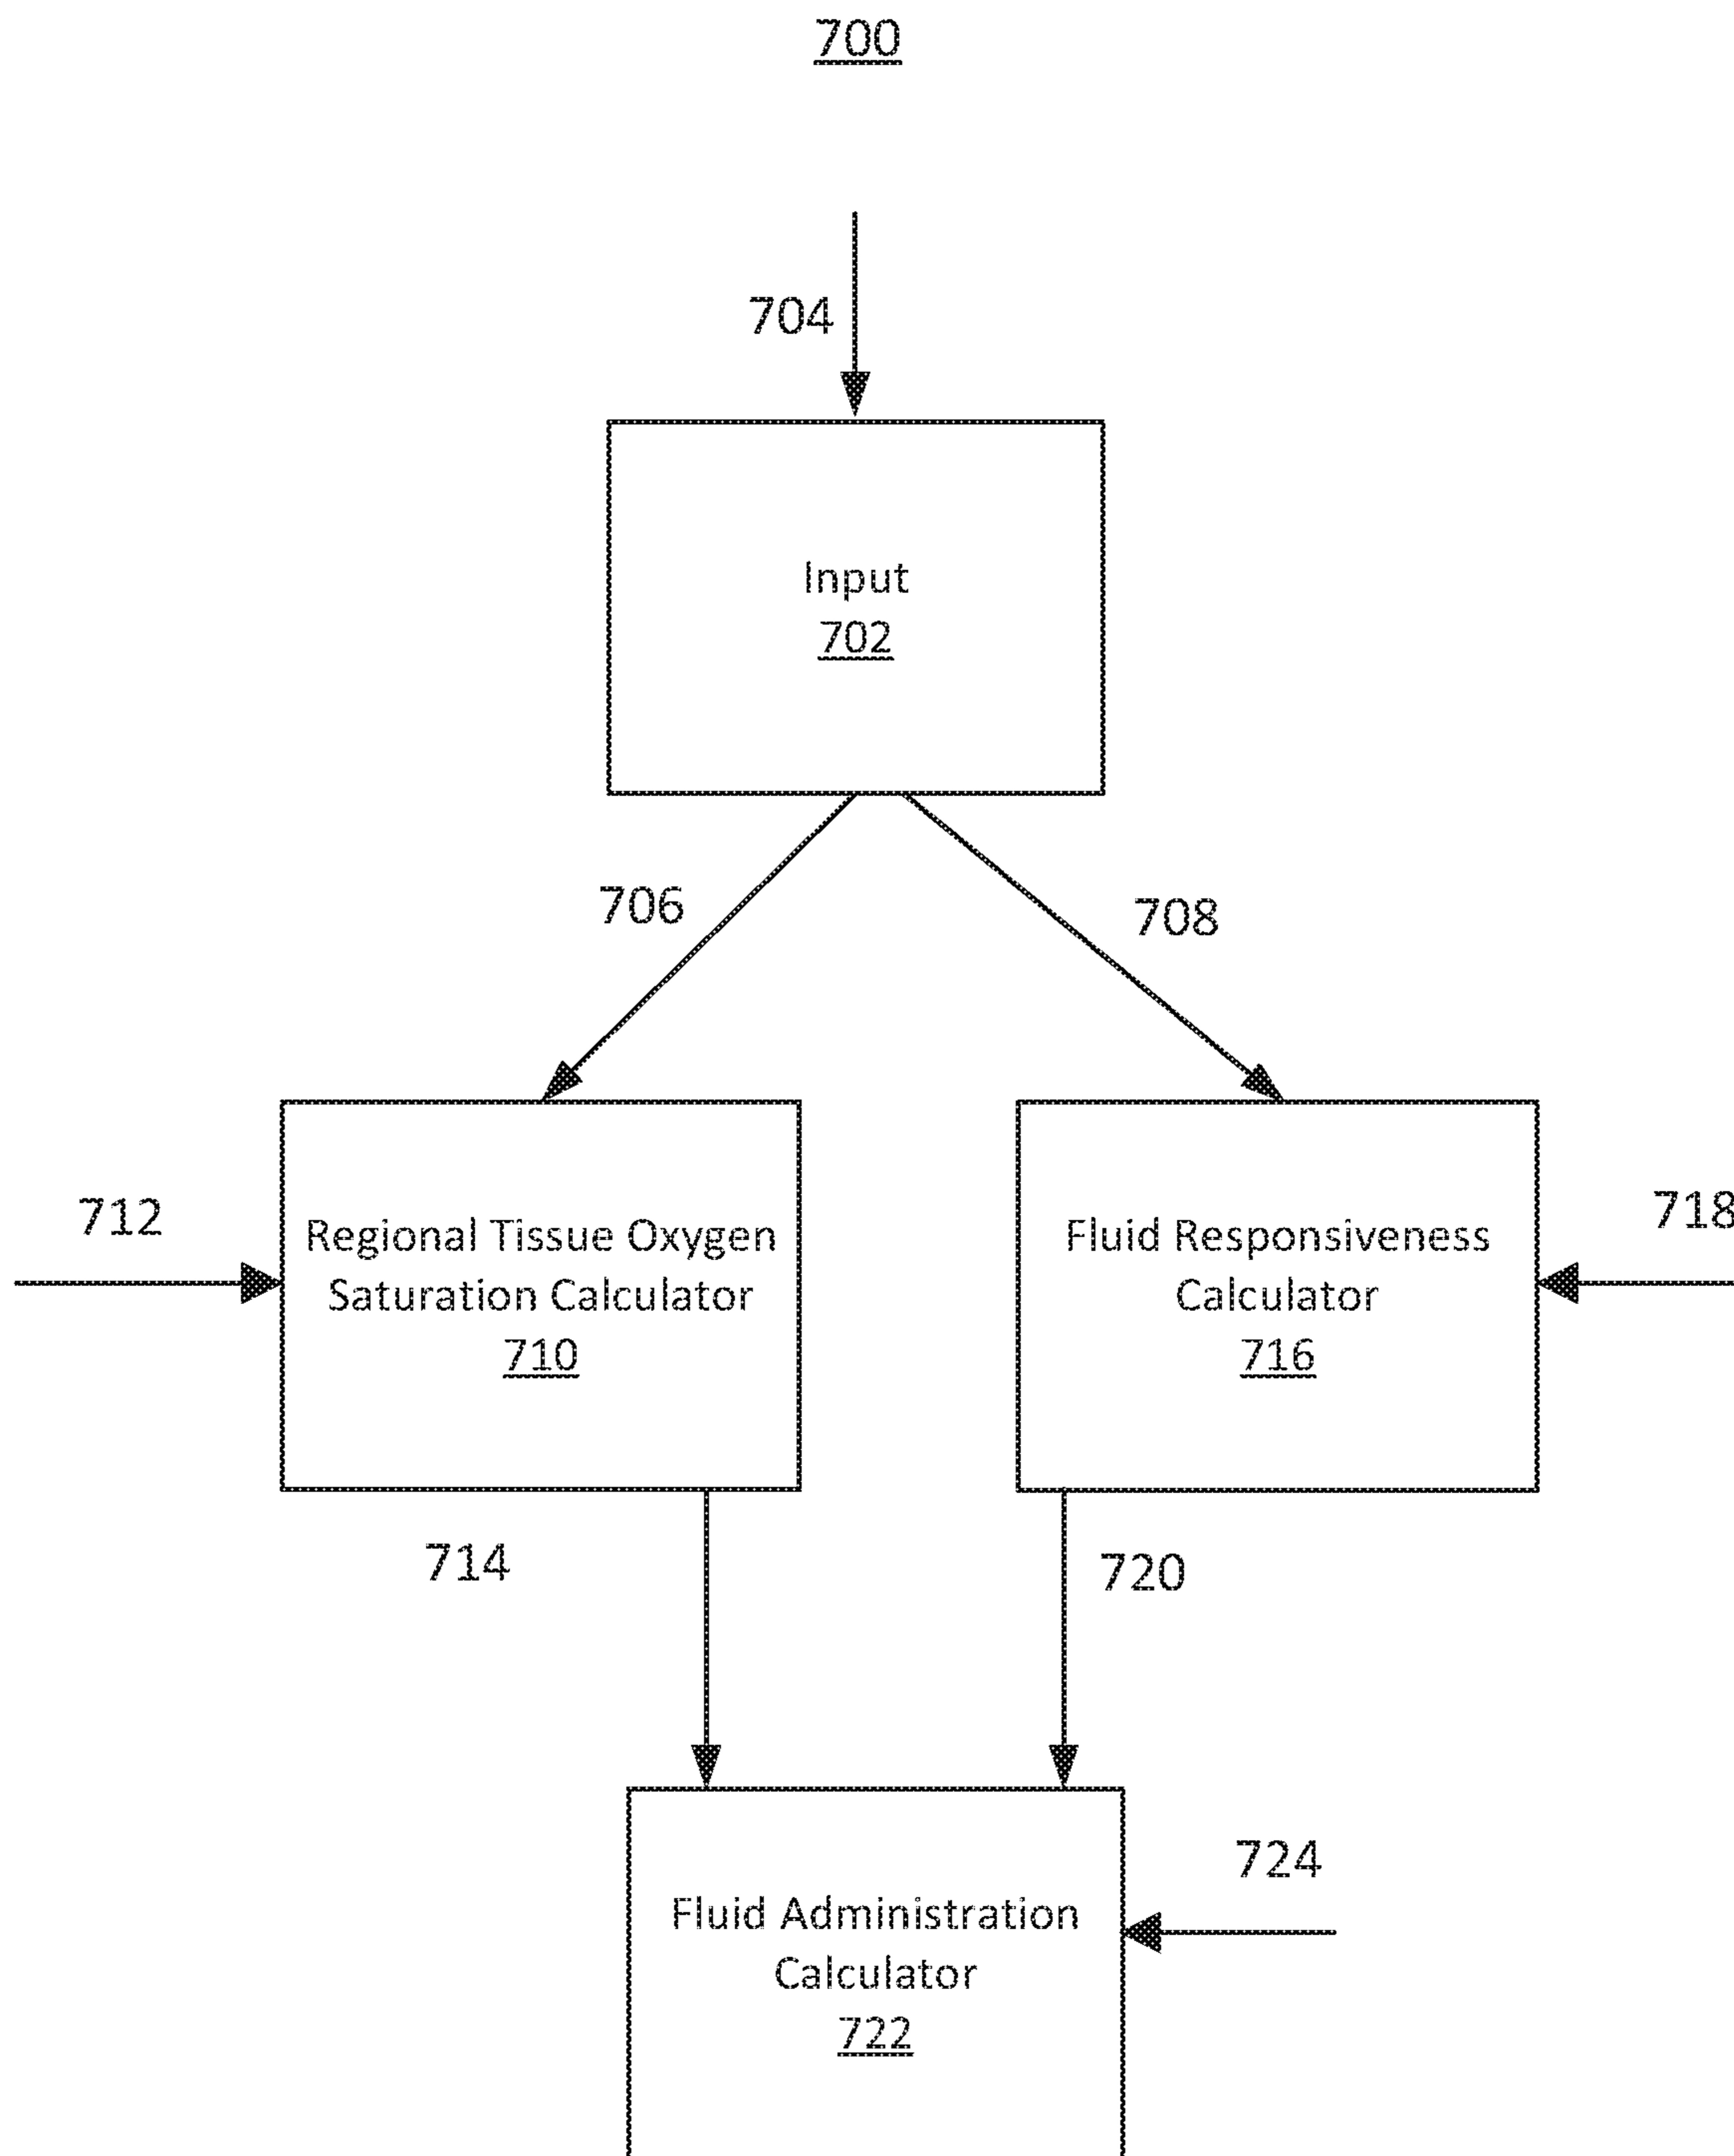 700
704
Input
702
706
708
712
Regional Tissue Oxygen
Saturation Calculator
710
Fluid Responsiveness
Calculator
716
718
714
720
724
Fluid Administration
Calculator
722